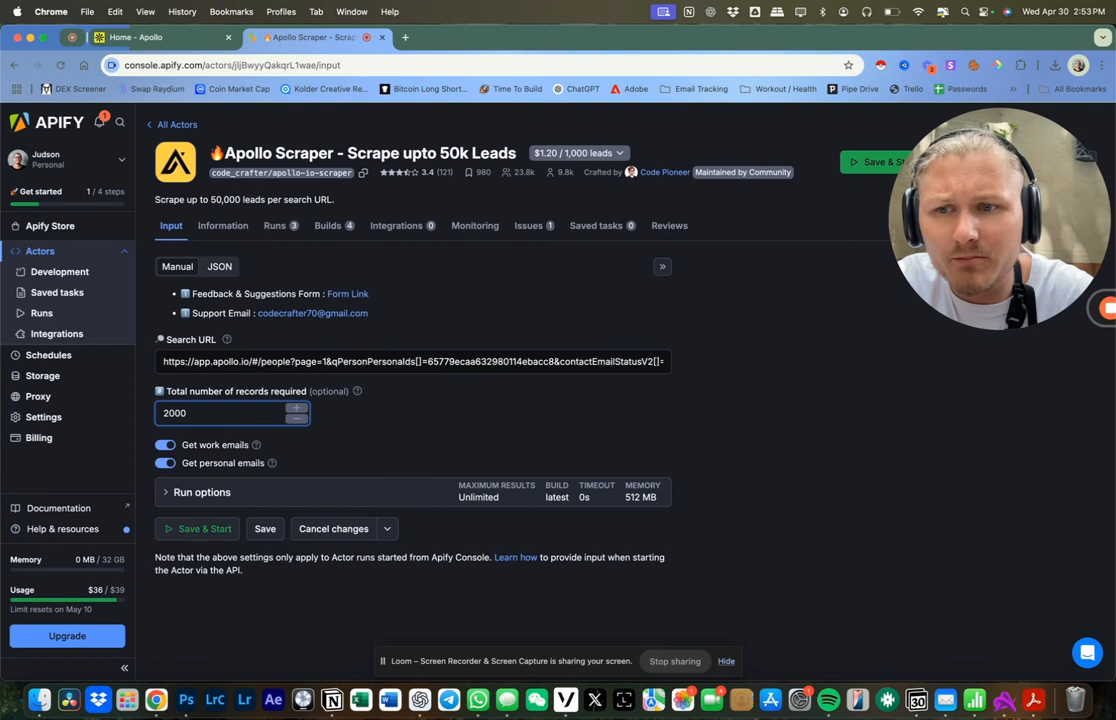 Chrome File Edit View History Bookmarks Profiles Tab Window Help Wed Apr 30 2:53 PM
Home - Apollo
Apollo Scraper - Scrap
console.apify.com/actors/jljBwyyQakqrL1wae/input
DEX Screener Swap Raydium Coin Market Cap Kolder Creative Re... Bitcoin Long Short... Time To Build ChatGPT Adobe Email Tracking Workout / Health Pipe Drive Trello Passwords » All Bookmarks
APIFY 1
Judson
Personal
Get started 1 / 4 steps
Apify Store
Actors
Development
Saved tasks
Runs
Integrations
Schedules
Storage
Proxy
Settings
Billing
Documentation
Help & resources
Memory 0 MB / 32 GB
Usage $36 / $39
Limit resets on May 10
Upgrade
All Actors
Apollo Scraper - Scrape upto 50k Leads $1.20 / 1,000 leads
code_crafter/apollo-io-scraper 3.4 (121) 980 23.8k 9.8k Crafted by Code Pioneer Maintained by Community
Scrape up to 50,000 leads per search URL.
Save & St
Input Information Runs 3 Builds 4 Integrations 0 Monitoring Issues 1 Saved tasks 0 Reviews
Manual JSON
• Feedback & Suggestions Form : Form Link
• Support Email : codecrafter70@gmail.com
Search URL
https://app.apollo.io/#/people?page=1&qPersonPersonaIds[]=65779ecaa632980114ebacc8&contactEmailStatusV2[]=
Total number of records required (optional)
2000
Get work emails
Get personal emails
Run options
MAXIMUM RESULTS BUILD TIMEOUT MEMORY
Unlimited latest 0s 512 MB
Save & Start Save Cancel changes
Note that the above settings only apply to Actor runs started from Apify Console. Learn how to provide input when starting
the Actor via the API.
Loom – Screen Recorder & Screen Capture is sharing your screen. Stop sharing Hide